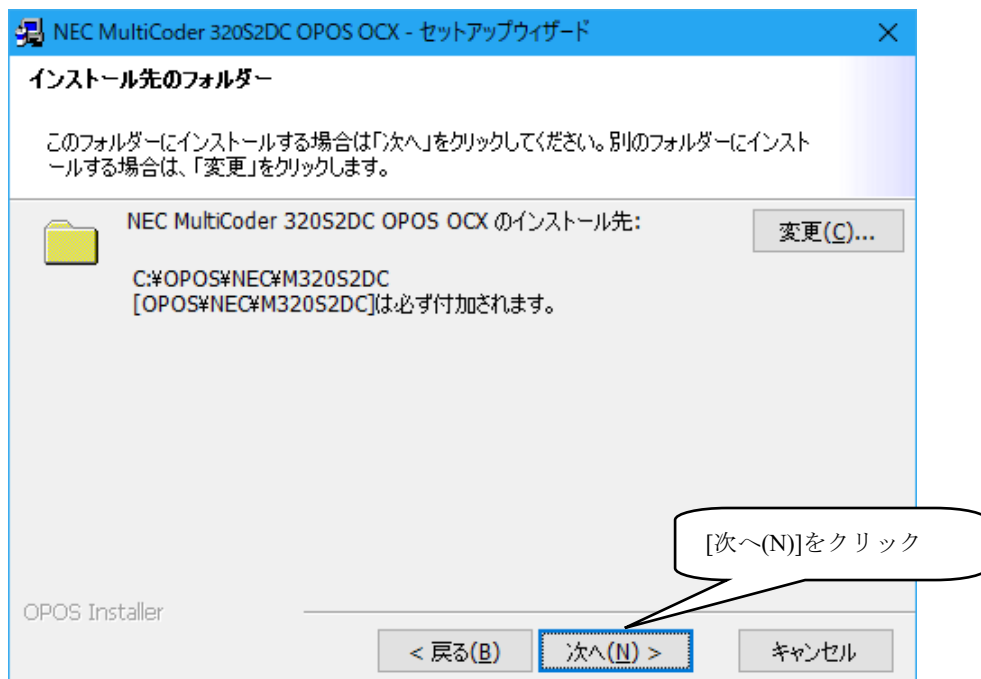 NEC MultiCoder 320S2DC OPOS OCX - セットアップウィザード
インストール先のフォルダー
このフォルダーにインストールする場合は「次へ」をクリックしてください。別のフォルダーにインスト
ールする場合は、「変更」をクリックします。
NEC MultiCoder 320S2DC OPOS OCX のインストール先:
変更(C)...
C:¥OPOS¥NEC¥M320S2DC
[OPOS¥NEC¥M320S2DC]は必ず付加されます。
[次へ(N)]をクリック
OPOS Installer
< 戻る(B)
次へ(N) >
キャンセル